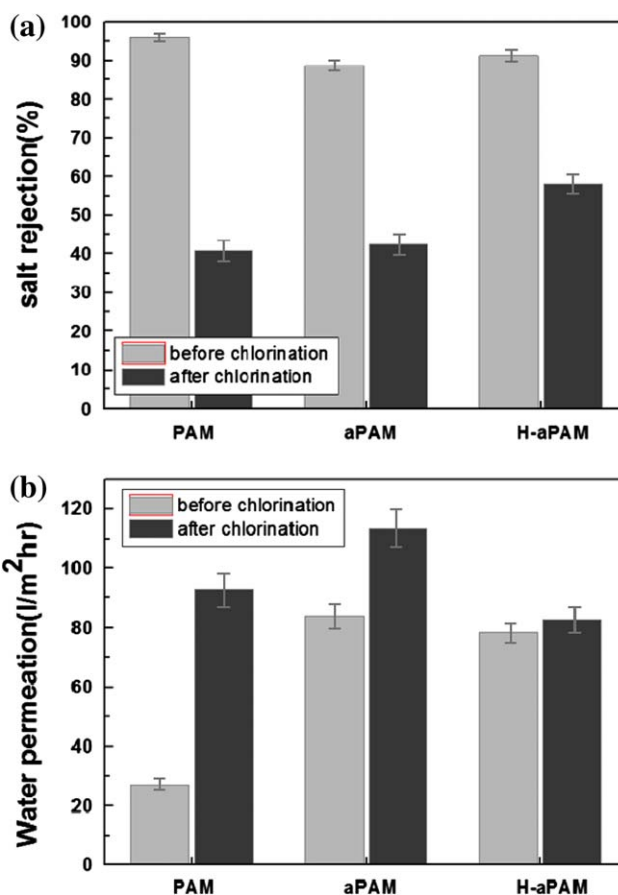 (a)
salt rejection(%)
100
90
80
70
60
50
40
30
20
10
0
before chlorination
after chlorination
PAM aPAM H-aPAM
(b)
Water permeation(l/m²hr)
120
100
80
60
40
20
0
before chlorination
after chlorination
PAM aPAM H-aPAM